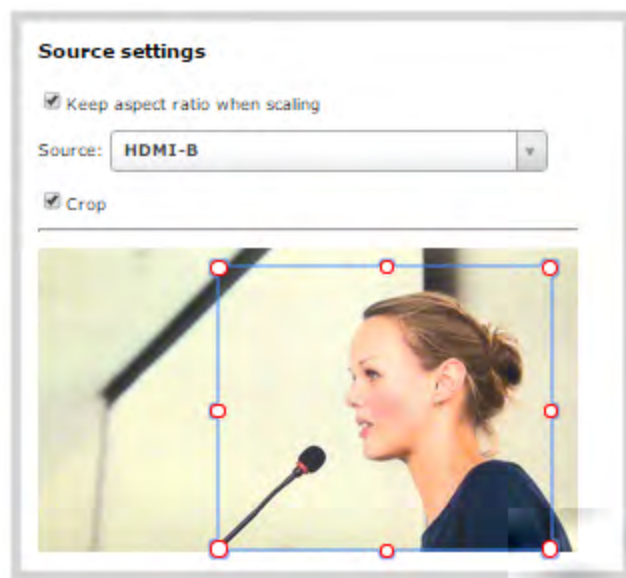 Source settings
Keep aspect ratio when scaling
Source: HDMI-B
Crop